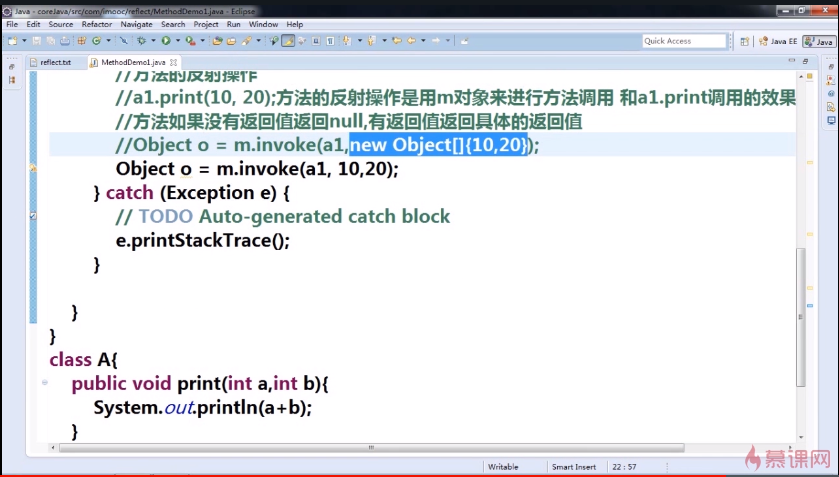 Java - coreJava/src/com/imooc/reflect/MethodDemo1.java - Eclipse
File Edit Source Refactor Navigate Search Project Run Window Help
Quick Access Java EE Java
reflect.txt MethodDemo1.java
//方法的反射操作
//a1.print(10, 20);方法的反射操作是用m对象来进行方法调用 和a1.print调用的效果
//方法如果没有返回值返回null,有返回值返回具体的返回值
//Object o = m.invoke(a1,new Object[]{10,20});
Object o = m.invoke(a1, 10,20);
} catch (Exception e) {
// TODO Auto-generated catch block
e.printStackTrace();
}
}
}
class A{
public void print(int a,int b){
System.out.println(a+b);
}
Writable Smart Insert 22 : 57
慕课网